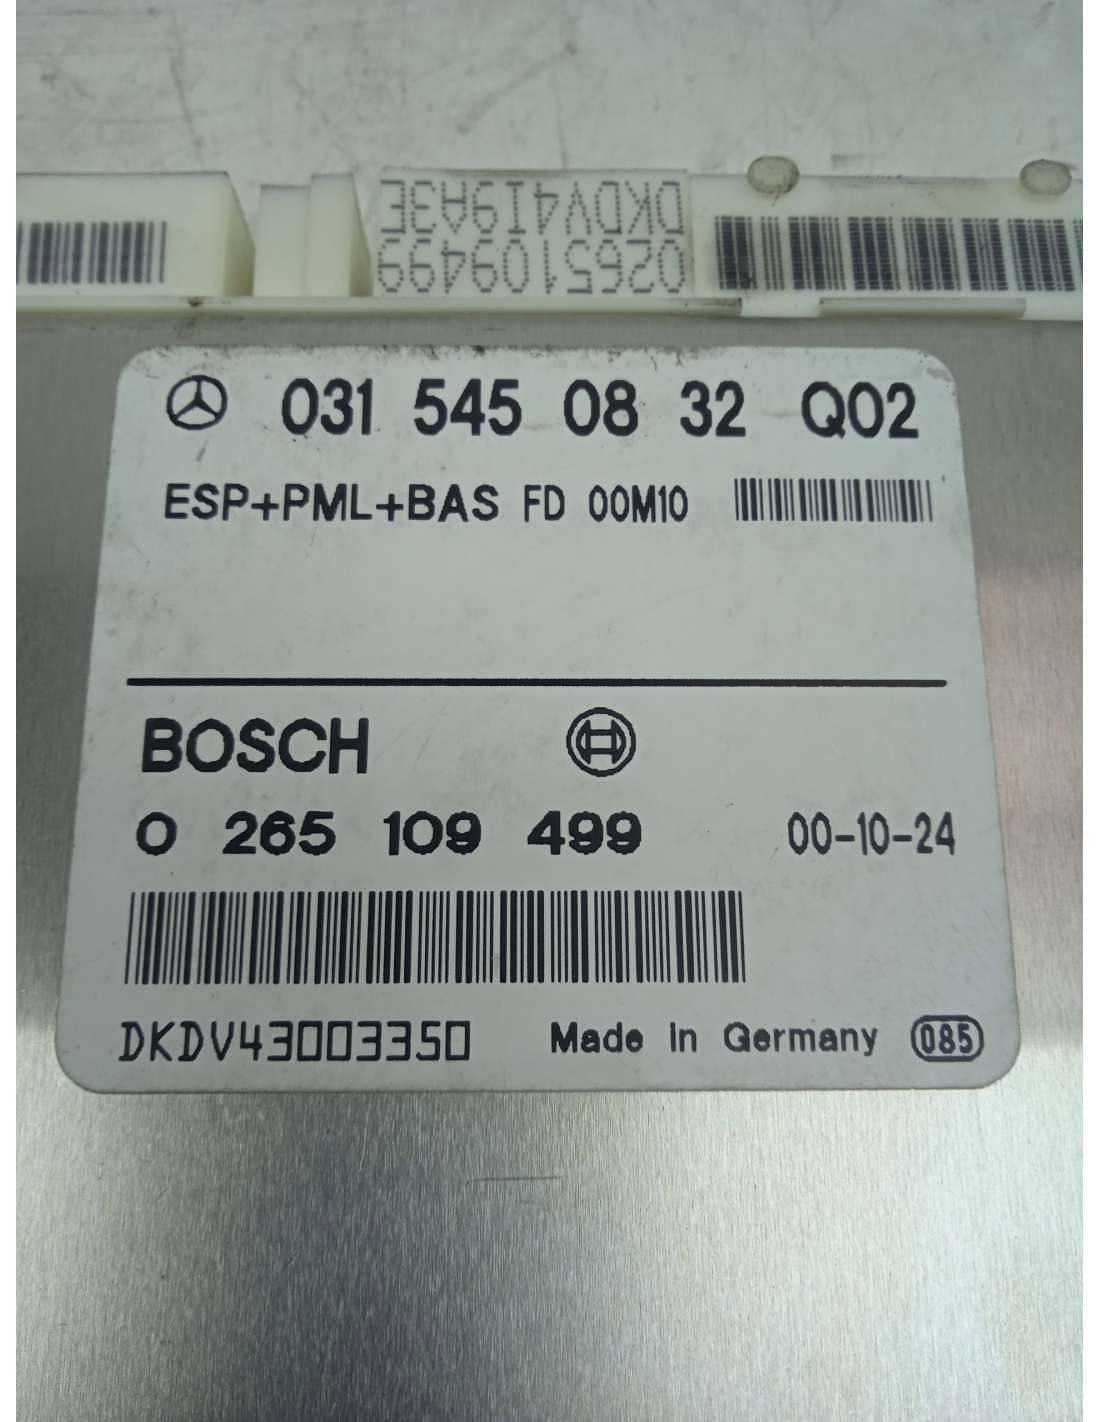 DKDV4I9A3E
0265109499
031 545 08 32 Q02
ESP+PML+BAS FD 00M10
BOSCH
0 265 109 499 00-10-24
DKDV43003350 Made In Germany 085